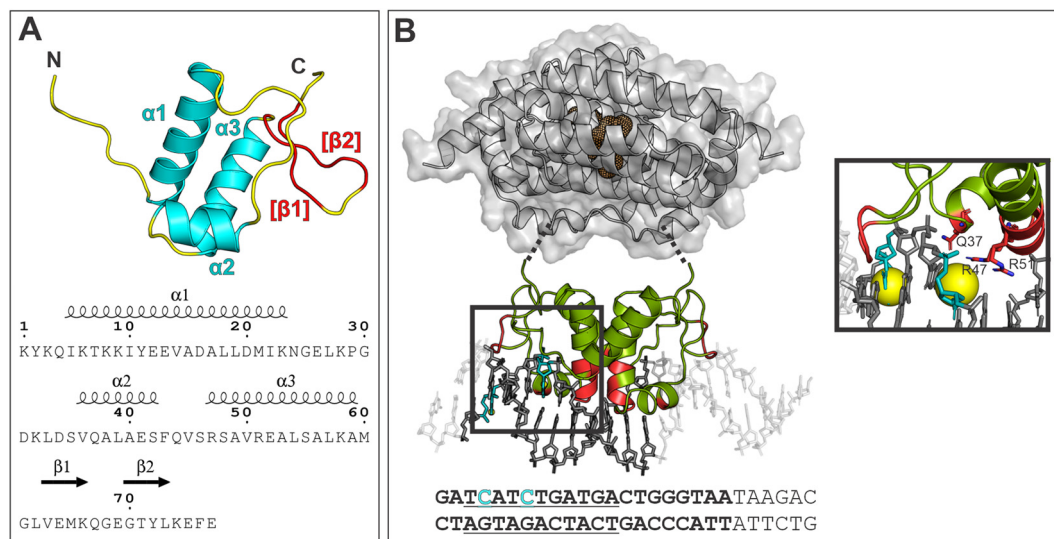 A
B
N
C
α1
α3
[β2]
[β1]
α2
α1
1 10 20 30
KYKQIKTKKIYEEVADALLDMIKNGELKPG
α2 α3
40 50 60
DKLDSVQALAESFQVSRSAVREALSALKAM
β1 β2
70
GLVEMKQGEGTYLKEFE
Q37
R47
R51
GATCATCTGATGACTGGGTAATAAGAC
CTAGTAGACTACTGACCCATTATTCTG